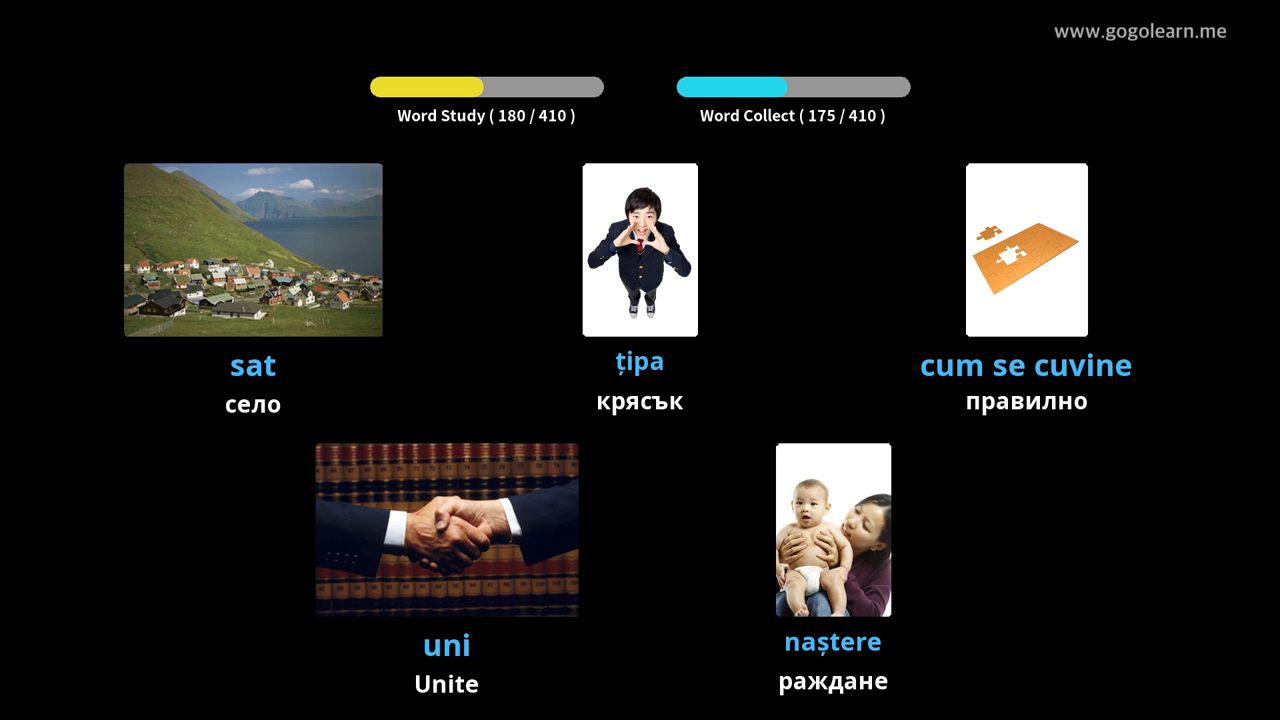 www.gogolearn.me
Word Study ( 180 / 410 )
Word Collect ( 175 / 410 )
sat
село
țipa
крясък
cum se cuvine
правилно
uni
Unite
naștere
раждане